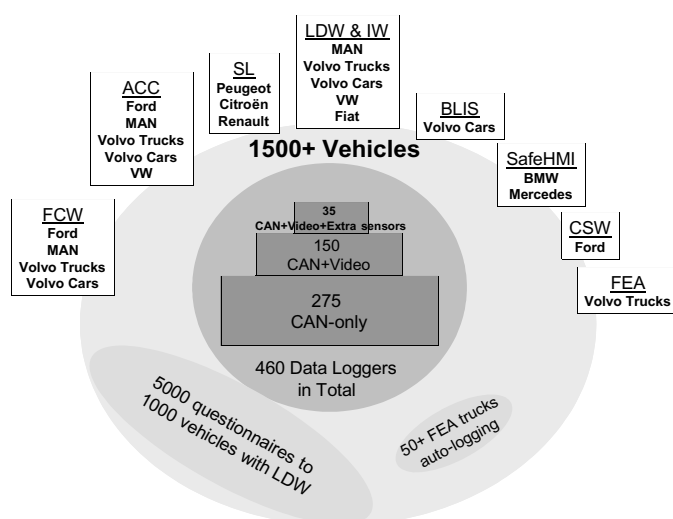 LDW & IW
MAN
Volvo Trucks
Volvo Cars
VW
Fiat
SL
Peugeot
Citroën
Renault
ACC
Ford
MAN
Volvo Trucks
Volvo Cars
VW
BLIS
Volvo Cars
SafeHMI
BMW
Mercedes
FCW
Ford
MAN
Volvo Trucks
Volvo Cars
CSW
Ford
FEA
Volvo Trucks
1500+ Vehicles
35
CAN+Video+Extra sensors
150
CAN+Video
275
CAN-only
460 Data Loggers
in Total
5000 questionnaires to
1000 vehicles with LDW
50+ FEA trucks
auto-logging